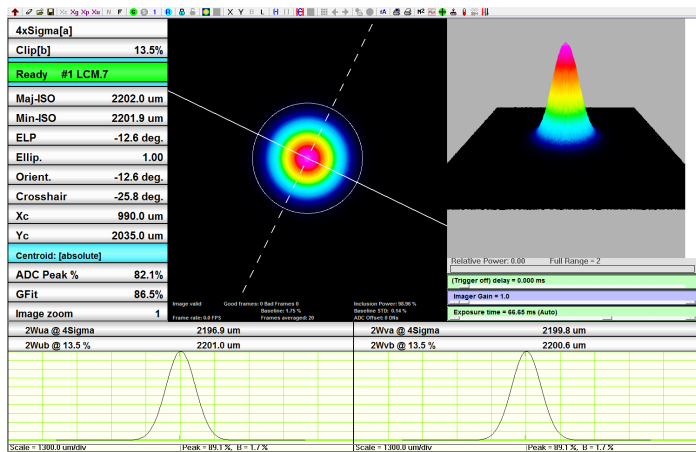 4xSigma[a]
Clip[b] 13.5%
Ready #1 LCM.7
Maj-ISO 2202.0 um
Min-ISO 2201.9 um
ELP -12.6 deg.
Ellip. 1.00
Orient. -12.6 deg.
Crosshair -25.8 deg.
Xc 990.0 um
Yc 2035.0 um
Centroid: [absolute]
ADC Peak % 82.1%
GFit 86.5%
Image zoom 1
Image valid Good frames: 0 Bad Frames 0
Baseline: 1.75 %
Frame rate: 0.0 FPS Frames averaged: 20
Inclusion Power: 98.96 %
Baseline STD: 0.14 %
ADC Offset: 0 DNs
Relative Power: 0.00 Full Range = 2
(Trigger off) delay = 0.000 ms
Imager Gain = 1.0
Exposure time = 66.65 ms (Auto)
2Wua @ 4Sigma 2196.9 um
2Wub @ 13.5 % 2201.0 um
2Wva @ 4Sigma 2199.8 um
2Wvb @ 13.5 % 2200.6 um
Scale = 1300.0 um/div Peak = 89.1 %, B = 1.7 %
Scale = 1300.0 um/div Peak = 89.1 %, B = 1.7 %